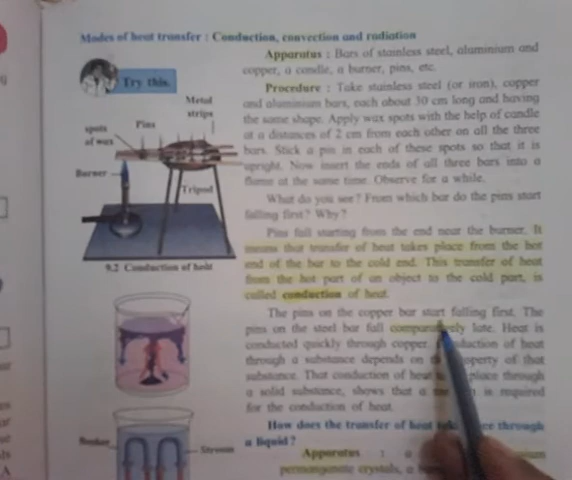 Modes of heat transfer : Conduction, convection and radiation
Try this.
Apparatus : Bars of stainless steel, aluminium and
copper, a candle, a burner, pins, etc.
Procedure : Take stainless steel (or iron), copper
and aluminium bars, each about 30 cm long and having
the same shape. Apply wax spots with the help of candle
at a distances of 2 cm from each other on all the three
bars. Stick a pin in each of these spots so that it is
upright. Now insert the ends of all three bars into a
flame at the same time. Observe for a while.
What do you see? From which bar do the pins start
falling first? Why?
Pins fall starting from the end near the burner. It
means that transfer of heat takes place from the hot
end of the bar to the cold end. This transfer of heat
from the hot part of an object to the cold part, is
called conduction of heat.
The pins on the copper bar start falling first. The
pins on the steel bar fall comparatively late. Heat is
conducted quickly through copper. of heat
through a substance depends on property of that
substance. That conduction of heat place through
a solid substance, shows that a is required
for the conduction of heat.
How does the transfer of heat through
a liquid?
Apparatus : a
permanganate crystals, a
Metal
strips
Pins
spots
of wax
Burner
Tripod
9.2 Conduction of heat
Beaker
Stream